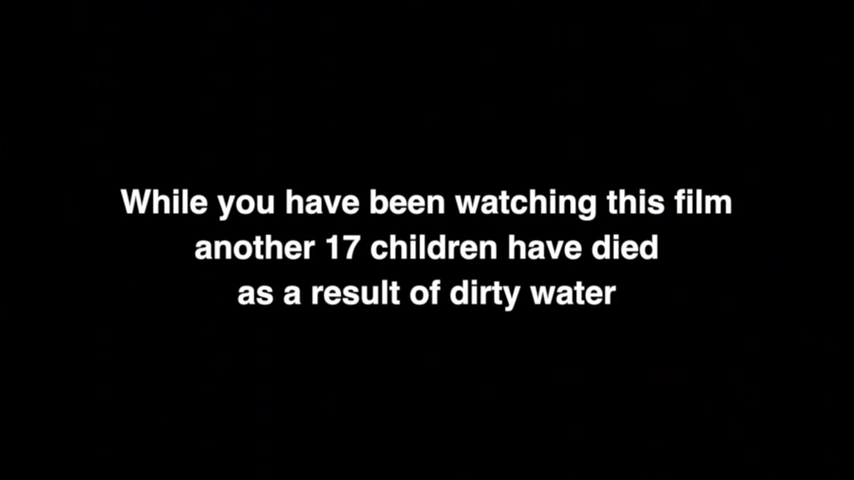 While you have been watching this film
another 17 children have died
as a result of dirty water